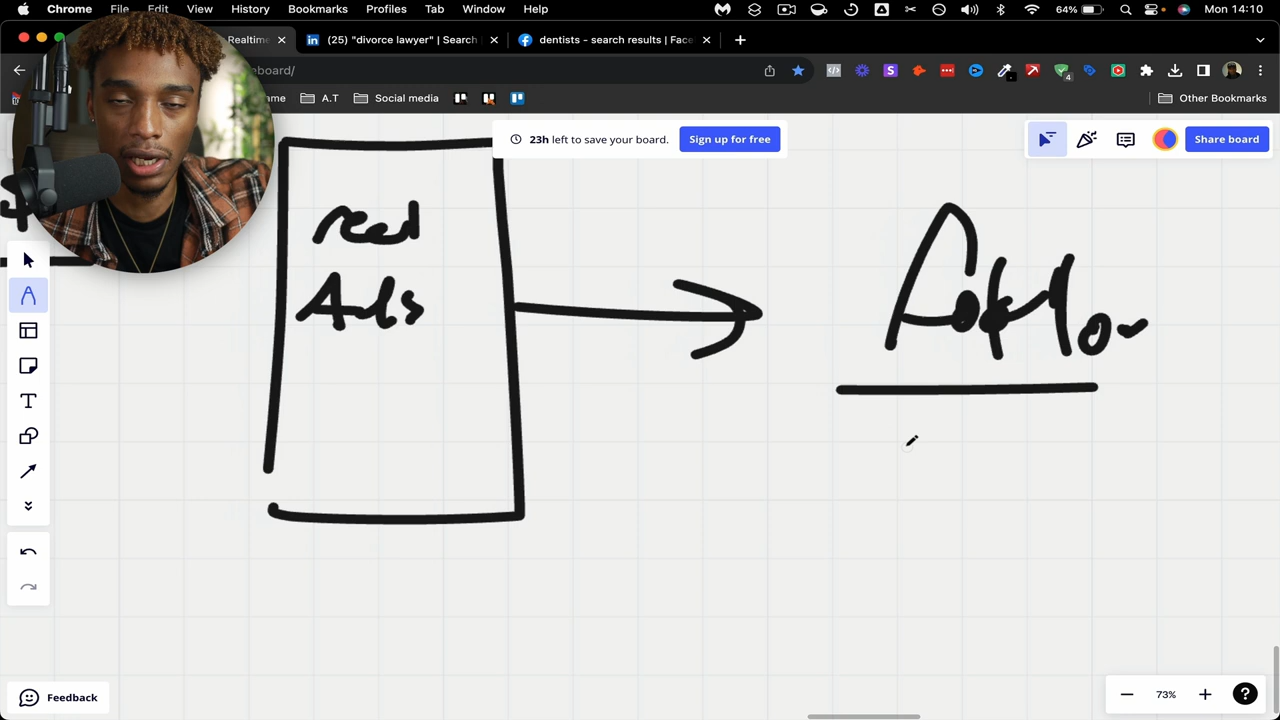 Chrome File Edit View History Bookmarks Profiles Tab Window Help 64% Mon 14:10
Realtime (25) "divorce lawyer" | Search dentists - search results | Face
eboard/
me A.T Social media Other Bookmarks
23h left to save your board. Sign up for free Share board
Ads
Feedback
73%